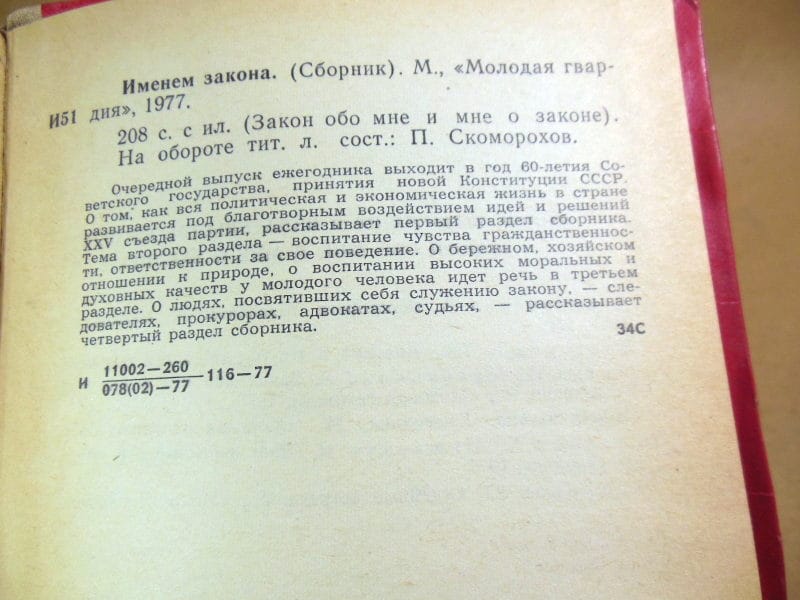 Именем закона. (Сборник). М., «Молодая гвар-
И51 дия», 1977.
208 с. с ил. (Закон обо мне и мне о законе).
На обороте тит. л. сост.: П. Скоморохов.
Очередной выпуск ежегодника выходит в год 60-летия Со-
ветского государства, принятия новой Конституции СССР.
О том, как вся политическая и экономическая жизнь в стране
развивается под благотворным воздействием идей и решений
XXV съезда партии, рассказывает первый раздел сборника.
Тема второго раздела — воспитание чувства гражданственнос-
ти, ответственности за свое поведение. О бережном, хозяйском
отношении к природе, о воспитании высоких моральных и
духовных качеств у молодого человека идет речь в третьем
разделе. О людях, посвятивших себя служению закону, — сле-
дователях, прокурорах, адвокатах, судьях, — рассказывает
четвертый раздел сборника.
34С
И 11002—260
078(02)—77 —116—77